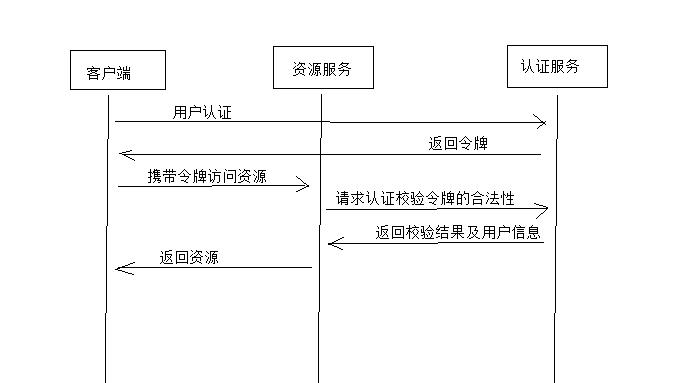 客户端
资源服务
认证服务
用户认证
返回令牌
携带令牌访问资源
请求认证校验令牌的合法性
返回校验结果及用户信息
返回资源